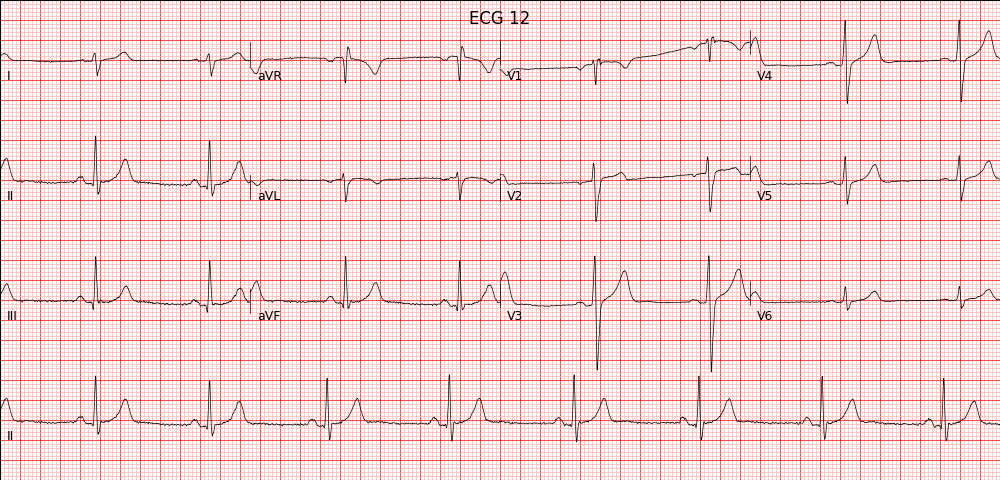 ECG 12
I aVR V1 V4
II aVL V2 V5
III aVF V3 V6
II